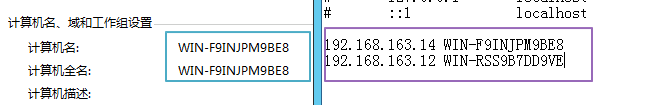 计算机名、域和工作组设置
计算机名: WIN-F9INJPM9BE8
计算机全名: WIN-F9INJPM9BE8
计算机描述:
# ::1 localhost
192.168.163.14 WIN-F9INJPM9BE8
192.168.163.12 WIN-RSS9B7DD9VE